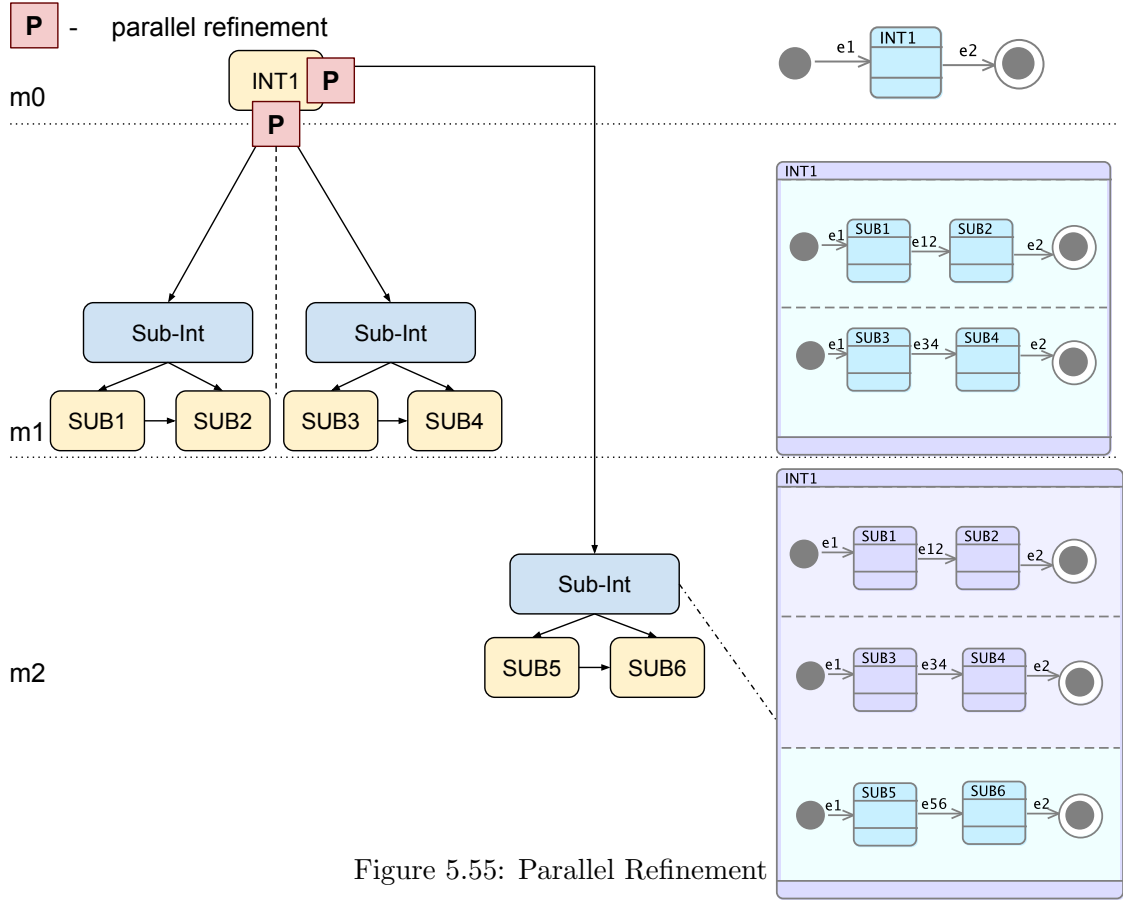 P - parallel refinement
INT1 P
P
m0
e1 INT1 e2
Sub-Int Sub-Int
SUB1 SUB2 SUB3 SUB4
m1
INT1
e1 SUB1 e12 SUB2 e2
e1 SUB3 e34 SUB4 e2
Sub-Int
SUB5 SUB6
m2
INT1
e1 SUB1 e12 SUB2 e2
e1 SUB3 e34 SUB4 e2
e1 SUB5 e56 SUB6 e2
Figure 5.55: Parallel Refinement